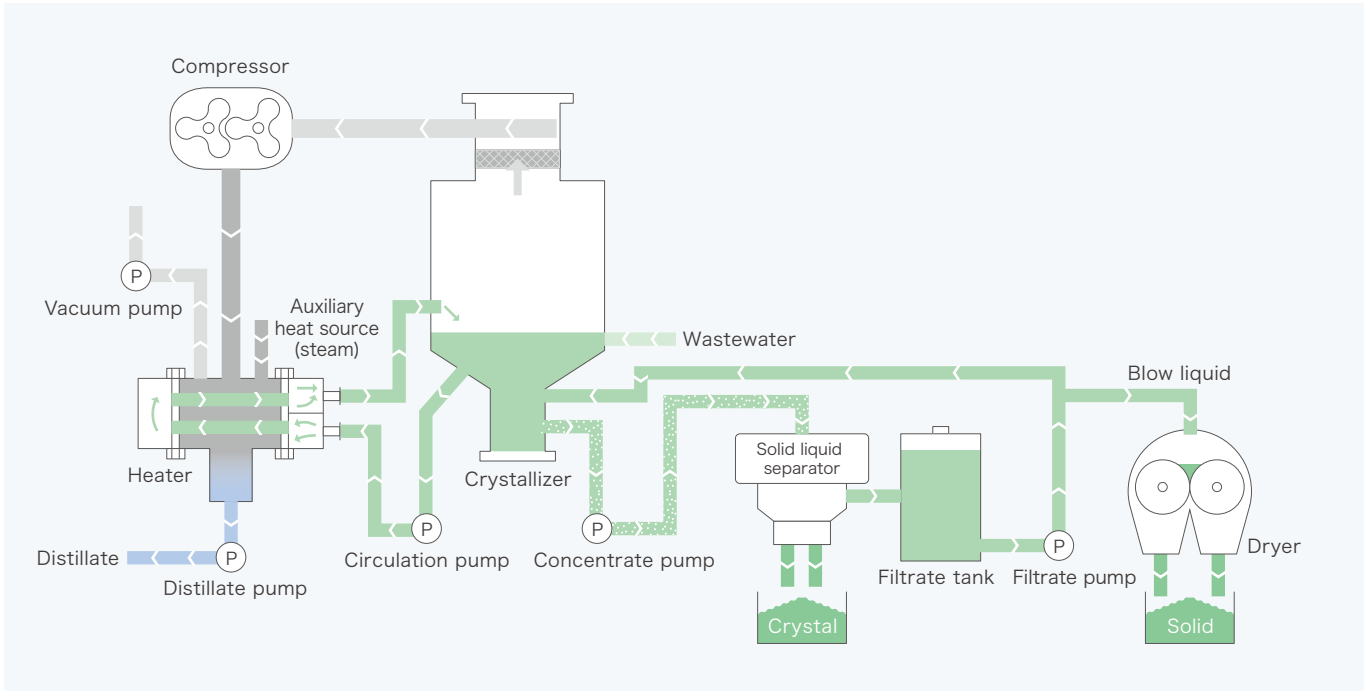 Compressor
P
Vacuum pump
Auxiliary
heat source
(steam)
Wastewater
Blow liquid
Solid liquid
separator
Heater
Crystallizer
P
P
P
P
Dryer
Distillate
Circulation pump
Concentrate pump
Filtrate tank
Filtrate pump
Distillate pump
Crystal
Solid